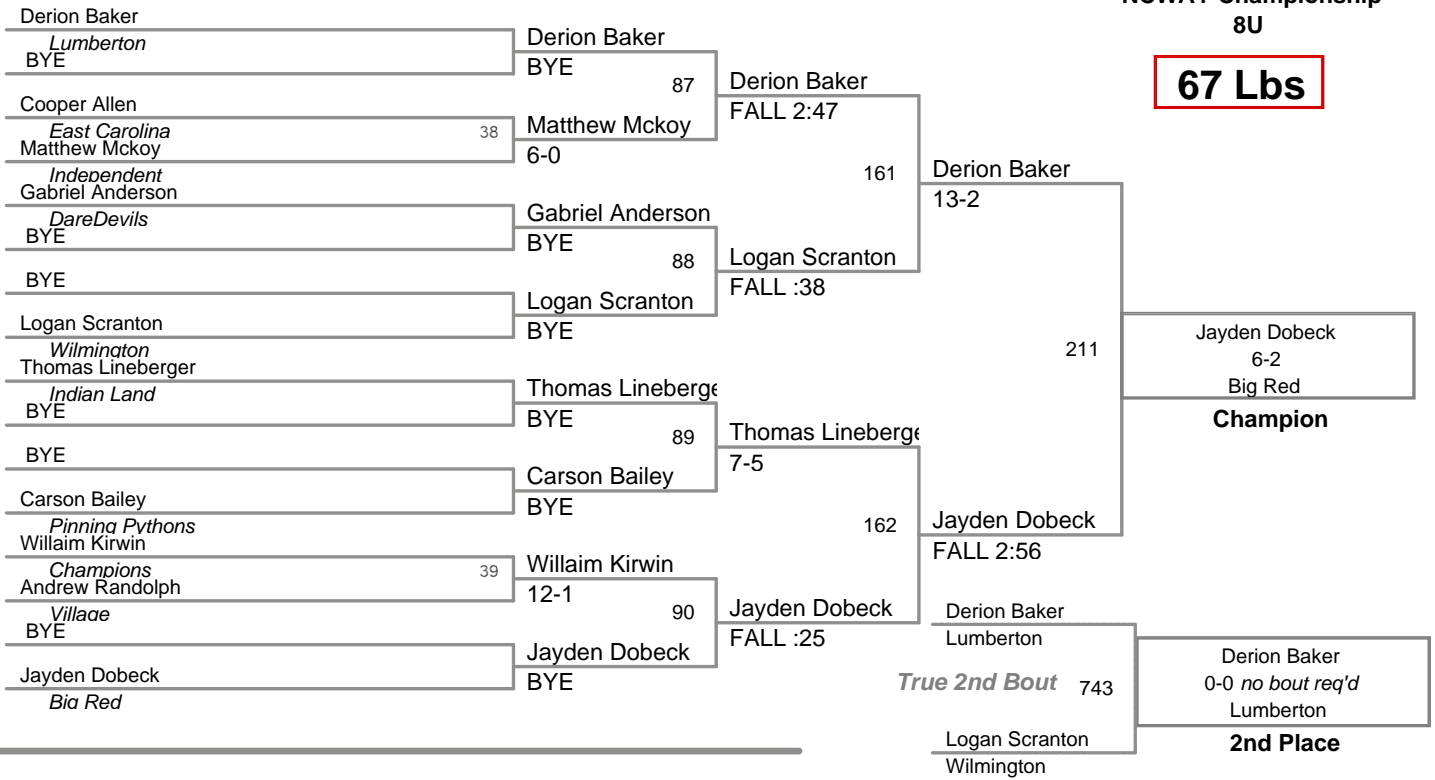 NCWAY Championship
8U
67 Lbs
Derion Baker
Lumberton
BYE
Cooper Allen
East Carolina
38
Matthew Mckoy
Independent
Gabriel Anderson
DareDevils
BYE
BYE
Logan Scranton
Wilmington
Thomas Lineberger
Indian Land
BYE
BYE
Carson Bailey
Pinning Pythons
Willaim Kirwin
Champions
39
Andrew Randolph
Village
BYE
Jayden Dobeck
Big Red
Derion Baker
BYE
87
Matthew Mckoy
6-0
Gabriel Anderson
BYE
88
Logan Scranton
BYE
Thomas Lineberge
BYE
89
Carson Bailey
BYE
Willaim Kirwin
12-1
90
Jayden Dobeck
BYE
Derion Baker
FALL 2:47
161
Logan Scranton
FALL :38
Thomas Lineberge
7-5
162
Jayden Dobeck
FALL :25
Derion Baker
13-2
211
Jayden Dobeck
FALL 2:56
Jayden Dobeck
6-2
Big Red
Champion
Derion Baker
Lumberton
True 2nd Bout 743
Logan Scranton
Wilmington
Derion Baker
0-0 no bout req'd
Lumberton
2nd Place